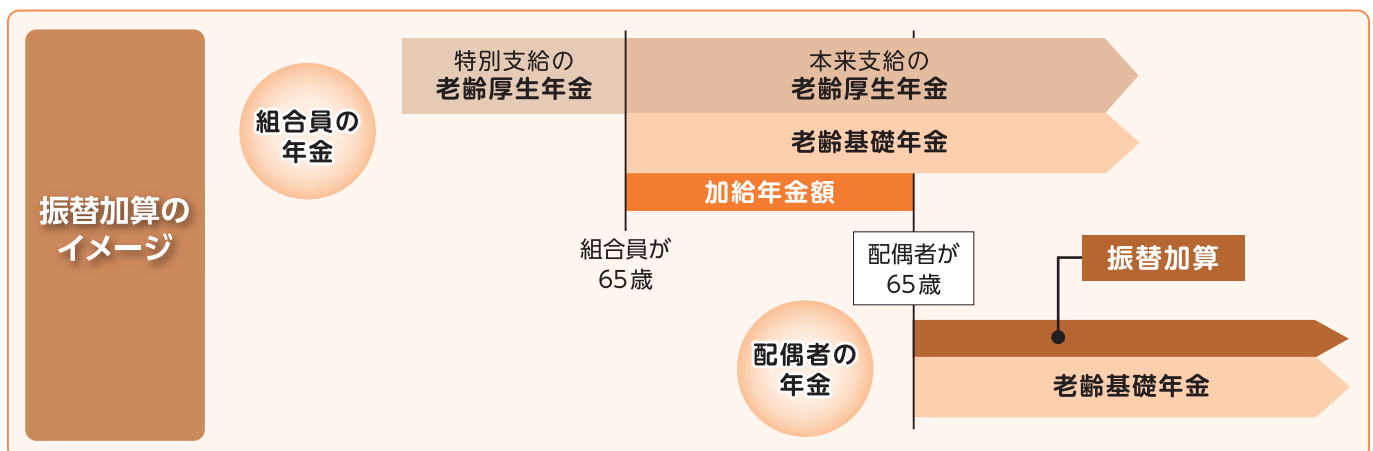 振替加算の
イメージ
組合員の
年金
特別支給の
老齢厚生年金
本来支給の
老齢厚生年金
老齢基礎年金
加給年金額
組合員が
65歳
配偶者が
65歳
振替加算
配偶者の
年金
老齢基礎年金